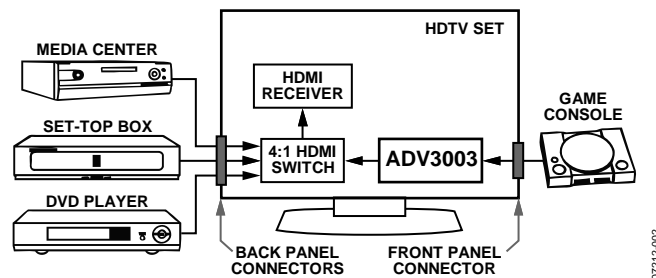 HDTV SET
MEDIA CENTER
HDMI
RECEIVER
GAME
CONSOLE
SET-TOP BOX
4:1 HDMI
SWITCH
ADV3003
DVD PLAYER
BACK PANEL
CONNECTORS
FRONT PANEL
CONNECTOR